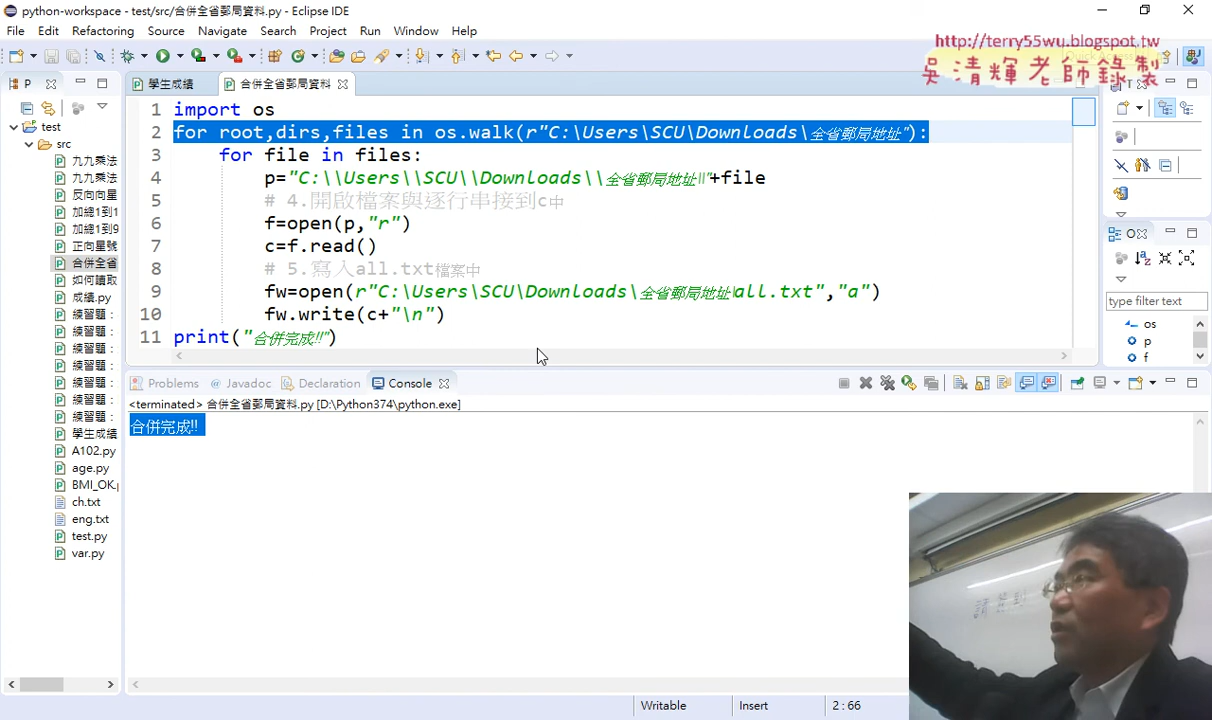 python-workspace - test/src/合併全省郵局資料.py - Eclipse IDE
File Edit Refactoring Source Navigate Search Project Run Window Help
http://terry55wu.blogspot.tw
吳清輝老師錄製
P
學生成績
合併全省郵局資料
test
src
九九乘法
九九乘法
反向向星
加總1到1
加總1到9
正向星號
合併全省
如何讀取
成績.py
練習題：
練習題：
練習題：
練習題：
練習題：
練習題：
練習題：
學生成績
A102.py
age.py
BMI_OK.p
ch.txt
eng.txt
test.py
var.py
1 import os
2 for root,dirs,files in os.walk(r"C:\Users\SCU\Downloads\全省郵局地址"):
3 for file in files:
4 p="C:\\Users\\SCU\\Downloads\\全省郵局地址\\"+file
5 # 4.開啟檔案與逐行串接到c中
6 f=open(p,"r")
7 c=f.read()
8 # 5.寫入all.txt檔案中
9 fw=open(r"C:\Users\SCU\Downloads\全省郵局地址\all.txt","a")
10 fw.write(c+"\n")
11 print("合併完成!!")
type filter text
os
p
f
Problems Javadoc Declaration Console
<terminated> 合併全省郵局資料.py [D:\Python374\python.exe]
合併完成!!
Writable Insert 2 : 66